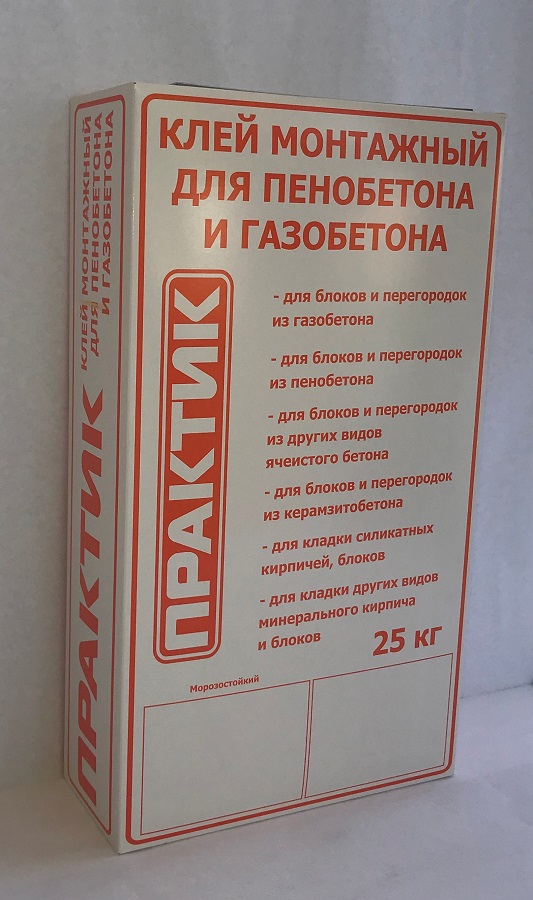 КЛЕЙ МОНТАЖНЫЙ
ДЛЯ ПЕНОБЕТОНА
И ГАЗОБЕТОНА
ПРАКТИК
- для блоков и перегородок
из газобетона
- для блоков и перегородок
из пенобетона
- для блоков и перегородок
из других видов
ячеистого бетона
- для блоков и перегородок
из керамзитобетона
- для кладки силикатных
кирпичей, блоков
- для кладки других видов
минерального кирпича
и блоков
25 кг
Морозостойкий
ПРАКТИК
КЛЕЙ МОНТАЖНЫЙ
ДЛЯ ПЕНОБЕТОНА
И ГАЗОБЕТОНА